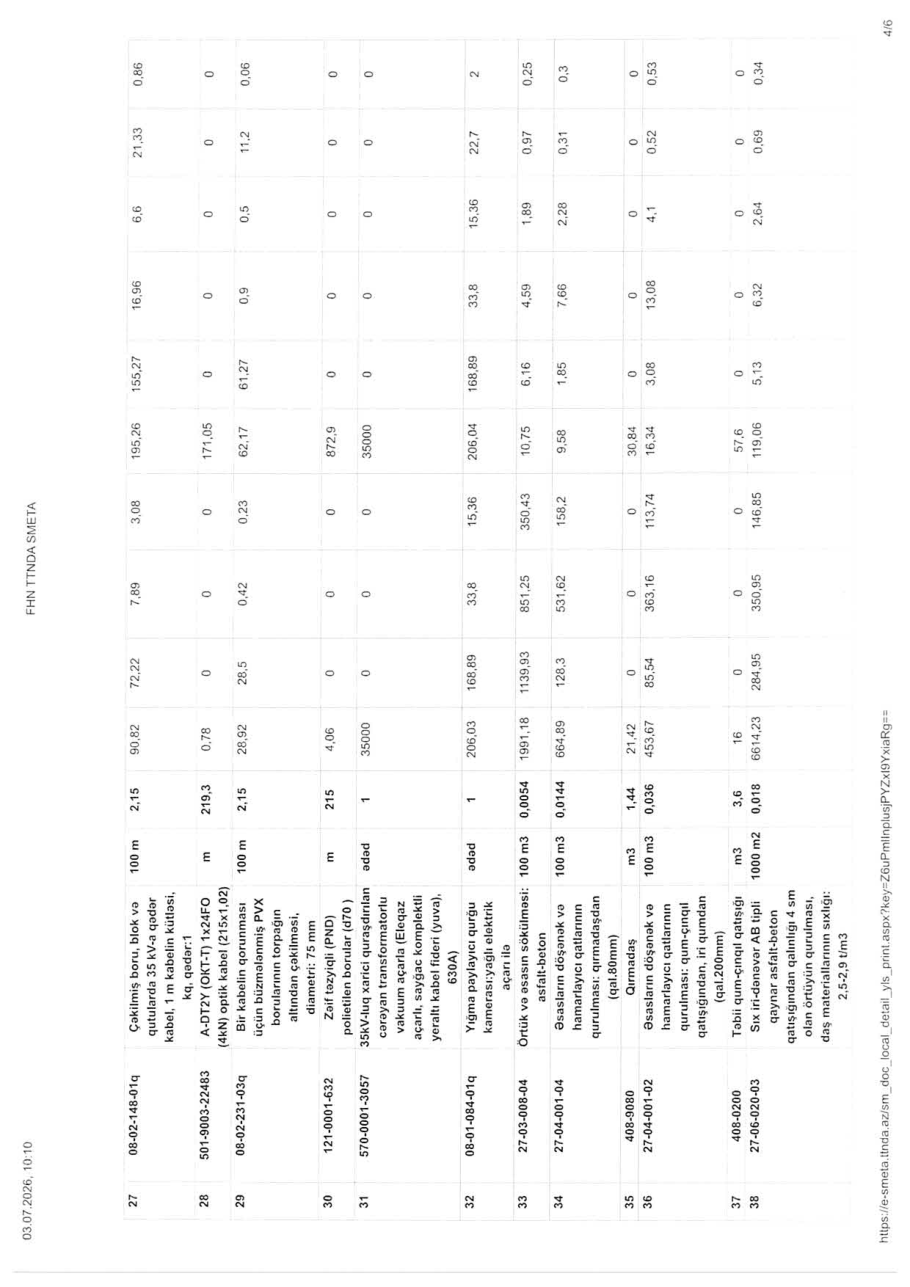 03.07.2026, 10:10
FHN TTNDA SMETA
27 08-02-148-01q Çəkilmiş boru, blok və 100 m 2,15 90,82 72,22 7,89 3,08 195,26 155,27 16,96 6,6 21,33 0,86
qutularda 35 kV-ə qədər
kabel, 1 m kabelin kütləsi,
kq, qədər:1
28 501-9003-22483 A-DT2Y (OKT-T) 1x24FO m 219,3 0,78 0 0 0 171,05 0 0 0 0 0
(4kN) optik kabel (215x1,02)
29 08-02-231-03q Bir kabelin qorunması 100 m 2,15 28,92 28,5 0,42 0,23 62,17 61,27 0,9 0,5 11,2 0,06
üçün büzmələnmiş PVX
borularının torpağın
altından çəkilməsi,
diametri: 75 mm
30 121-0001-632 Zəif təzyiqli (PND) m 215 4,06 0 0 0 872,9 0 0 0 0 0
polietilen borular (d70 )
31 570-0001-3057 35kV-luq xarici quraşdırılan ədəd 1 35000 0 0 0 35000 0 0 0 0 0
cərəyan transformatorlu
vakuum açarla (Eleqaz
açarlı, sayğac komplektli
yeraltı kabel fideri (yuva),
630A)
32 08-01-084-01q Yığma paylayıcı qurğu ədəd 1 206,03 168,89 33,8 15,36 206,04 168,89 33,8 15,36 22,7 2
kamerası:yağlı elektrik
açarı ilə
33 27-03-008-04 Örtük və əsasın sökülməsi: 100 m3 0,0054 1991,18 1139,93 851,25 350,43 10,75 6,16 4,59 1,89 0,97 0,25
asfalt-beton
34 27-04-001-04 Əsasların döşənək və 100 m3 0,0144 664,89 128,3 531,62 158,2 9,58 1,85 7,66 2,28 0,31 0,3
hamarlayıcı qatlarının
qurulması: qırmadaşdan
(qal.80mm)
35 408-9080 Qırmadaş m3 1,44 21,42 0 0 0 30,84 0 0 0 0 0
36 27-04-001-02 Əsasların döşənək və 100 m3 0,036 453,67 85,54 363,16 113,74 16,34 3,08 13,08 4,1 0,52 0,53
hamarlayıcı qatlarının
qurulması: qum-çınqıl
qatışığından, iri qumdan
(qal.200mm)
37 408-0200 Təbii qum-çınqıl qatışığı m3 3,6 16 0 0 0 57,6 0 0 0 0 0
38 27-06-020-03 Sıx iri-dənəvər AB tipli 1000 m2 0,018 6614,23 284,95 350,95 146,85 119,06 5,13 6,32 2,64 0,69 0,34
qaynar asfalt-beton
qatışığından qalınlığı 4 sm
olan örtüyün qurulması,
daş materiallarının sıxlığı:
2,5-2,9 t/m3
https://e-smeta.ttnda.az/sm_doc_local_detail_yls_print.aspx?key=Z6uPmlInplusjPYZxI9YxiaRg==
4/6